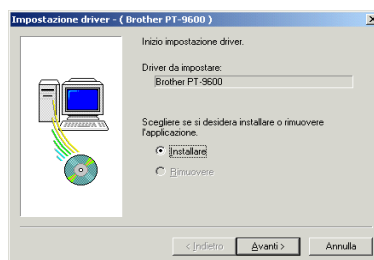 Impostazione driver - ( Brother PT-9600 )
Inizio impostazione driver.
Driver da impostare:
Brother PT-9600
Scegliere se si desidera installare o rimuovere
l'applicazione.
Installare
Rimuovere
< Indietro
Avanti >
Annulla